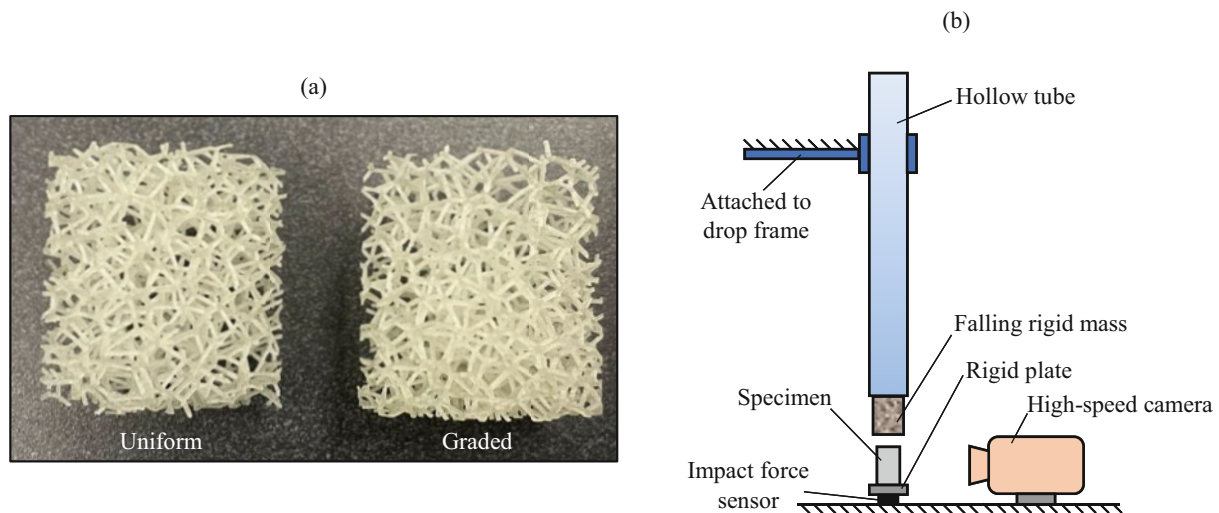 (a)
Uniform
Graded
(b)
Hollow tube
Attached to
drop frame
Falling rigid mass
Rigid plate
Specimen
High-speed camera
Impact force
sensor